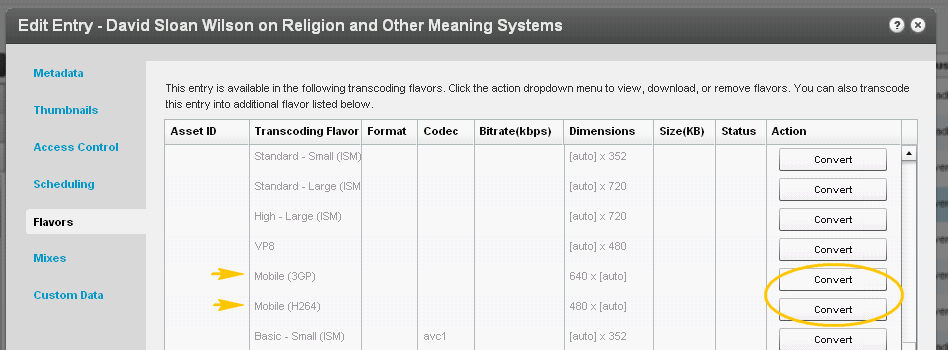 Edit Entry - David Sloan Wilson on Religion and Other Meaning Systems
?
Metadata
Thumbnails
Access Control
Scheduling
Flavors
Mixes
Custom Data
This entry is available in the following transcoding flavors. Click the action dropdown menu to view, download, or remove flavors. You can also transcode
this entry into additional flavor listed below.
Asset ID Transcoding Flavor Format Codec Bitrate(kbps) Dimensions Size(KB) Status Action
Standard - Small (ISM) [auto] x 352 Convert
Standard - Large (ISM [auto] x 720 Convert
High - Large (ISM) [auto] x 720 Convert
VP8 [auto] x 480 Convert
Mobile (3GP) 640 x [auto] Convert
Mobile (H264) 480 x [auto] Convert
Basic - Small (ISM) avc1 [auto] x 352 Convert